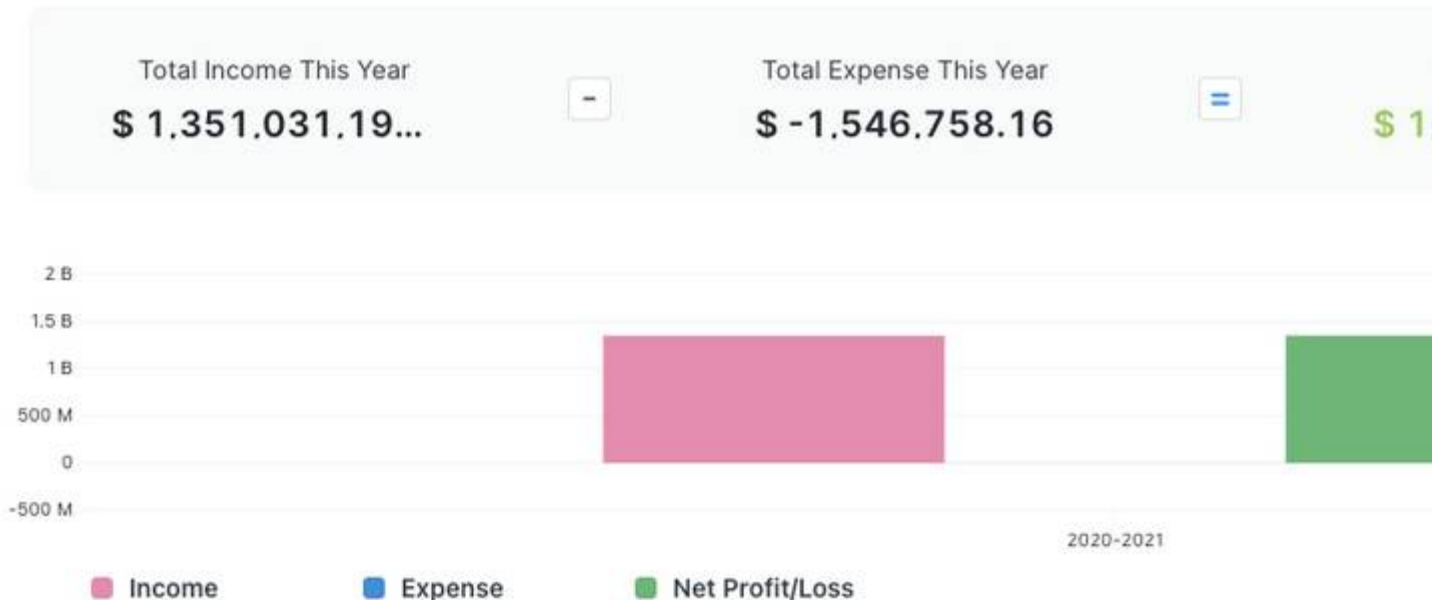 Total Income This Year
$ 1,351,031,19...
-
Total Expense This Year
$ -1,546,758.16
=
$ 1
2 B
1.5 B
1 B
500 M
0
-500 M
2020-2021
Income
Expense
Net Profit/Loss